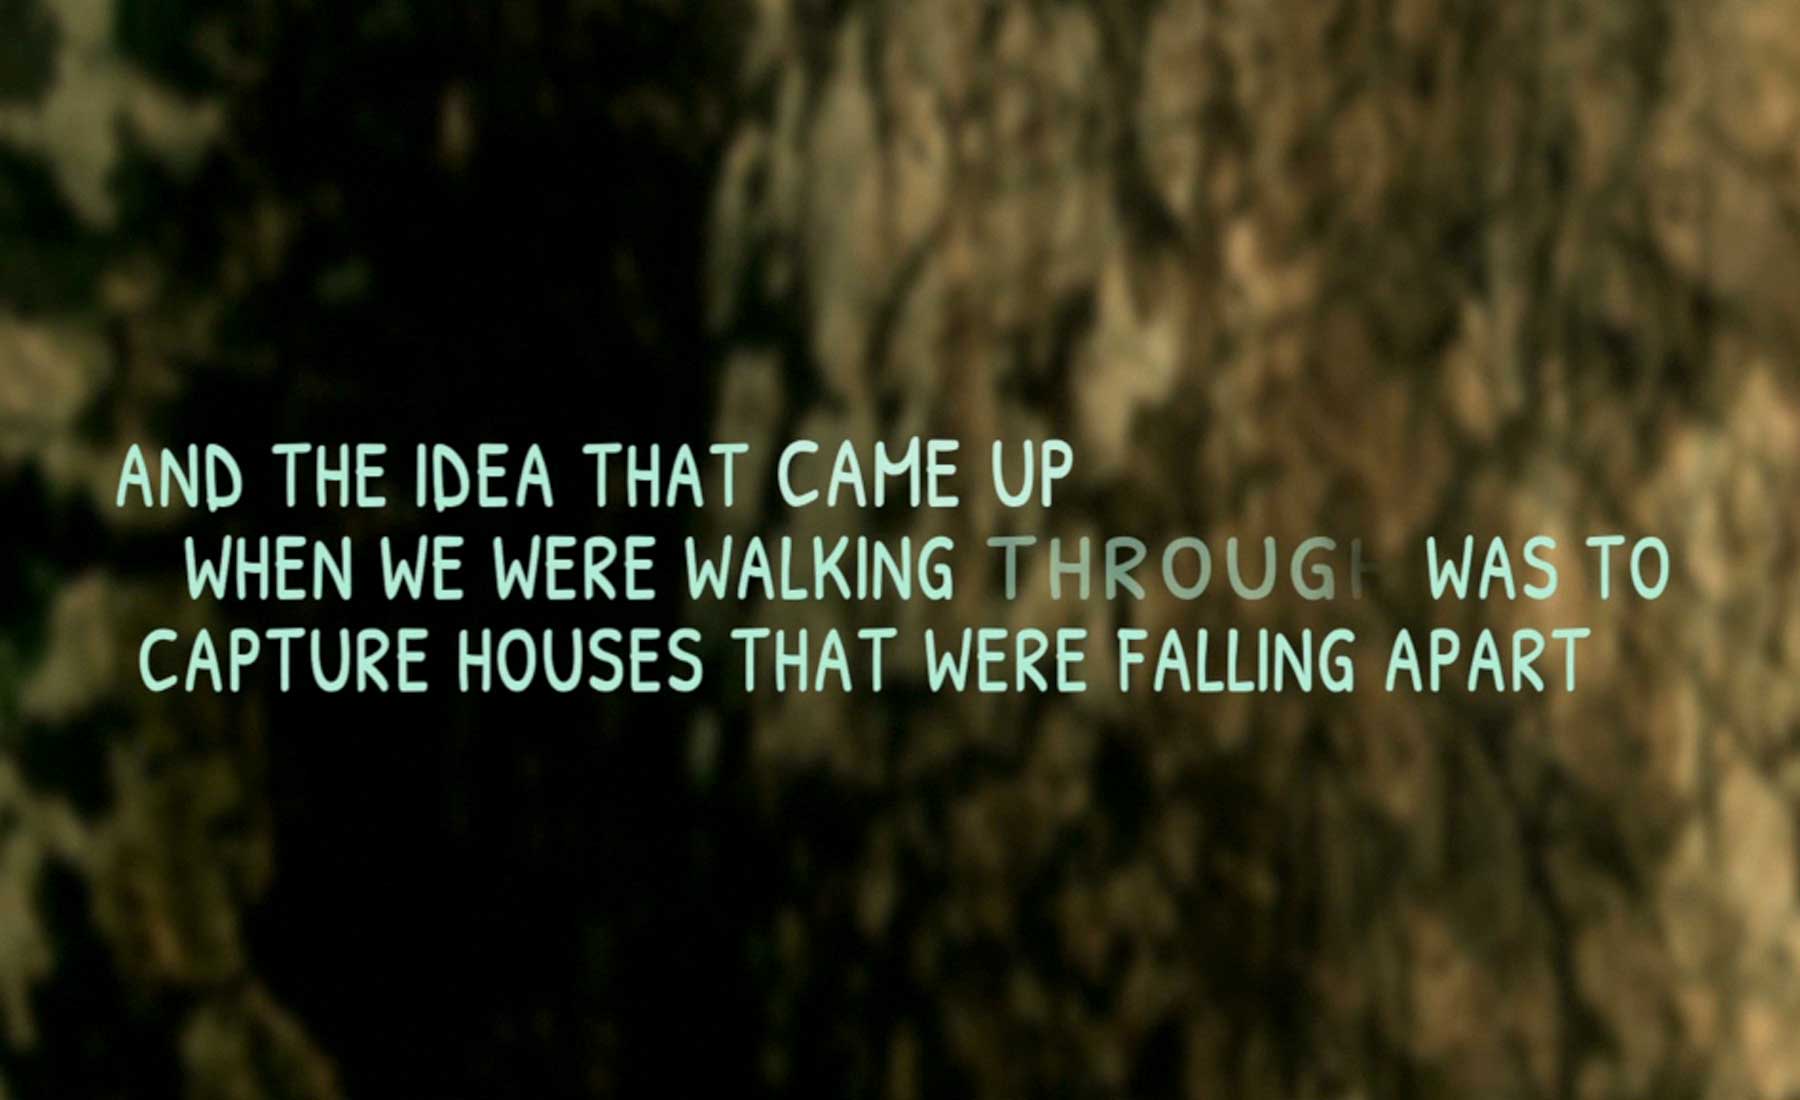 AND THE IDEA THAT CAME UP
WHEN WE WERE WALKING THROUGH WAS TO
CAPTURE HOUSES THAT WERE FALLING APART